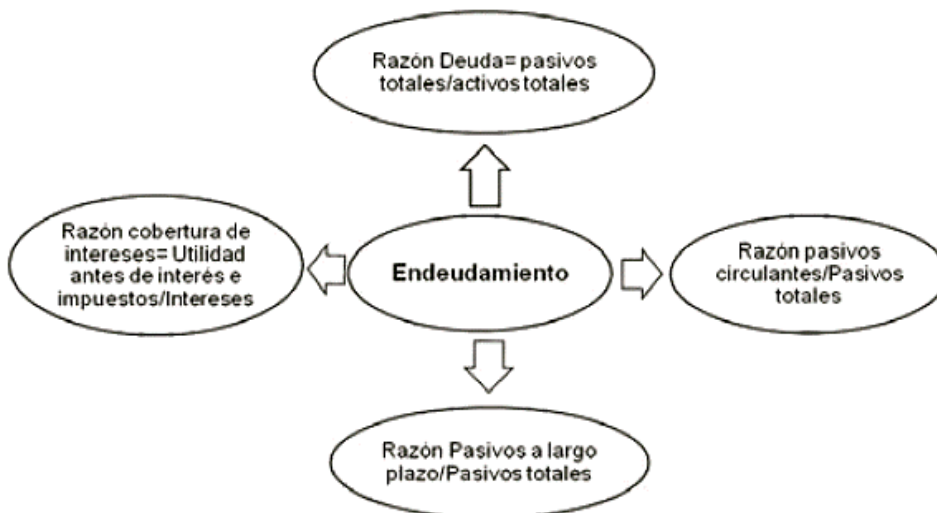 Razón Deuda= pasivos
totales/activos totales
Razón cobertura de
intereses= Utilidad
antes de interés e
impuestos/Intereses
Endeudamiento
Razón pasivos
circulantes/Pasivos
totales
Razón Pasivos a largo
plazo/Pasivos totales